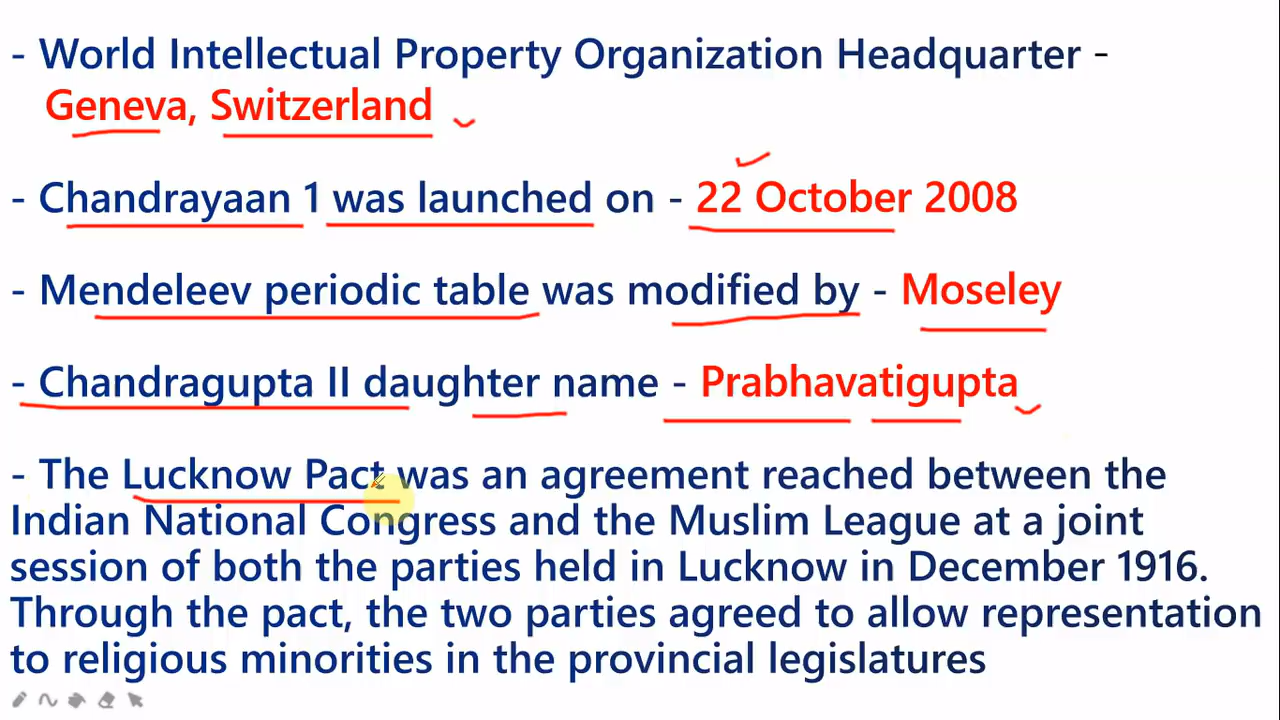 - World Intellectual Property Organization Headquarter -
Geneva, Switzerland
- Chandrayaan 1 was launched on - 22 October 2008
- Mendeleev periodic table was modified by - Moseley
- Chandragupta II daughter name - Prabhavatigupta
- The Lucknow Pact was an agreement reached between the
Indian National Congress and the Muslim League at a joint
session of both the parties held in Lucknow in December 1916.
Through the pact, the two parties agreed to allow representation
to religious minorities in the provincial legislatures